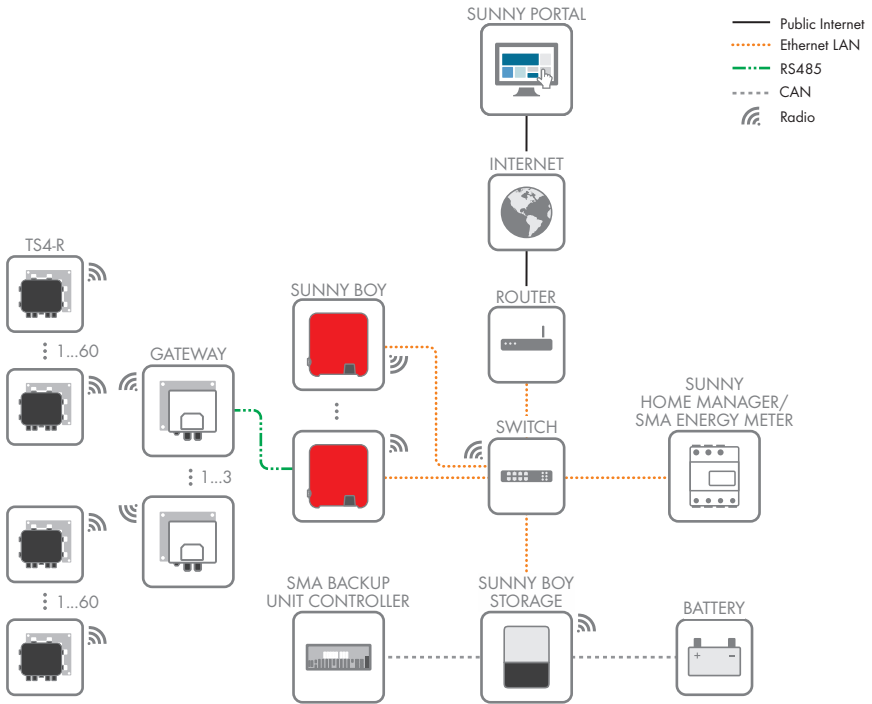 SUNNY PORTAL
Public Internet
Ethernet LAN
RS485
CAN
Radio
INTERNET
TS4-R
SUNNY BOY
ROUTER
1...60
GATEWAY
SUNNY
HOME MANAGER/
SMA ENERGY METER
SWITCH
1...3
SMA BACKUP
UNIT CONTROLLER
SUNNY BOY
STORAGE
1...60
BATTERY
+ –